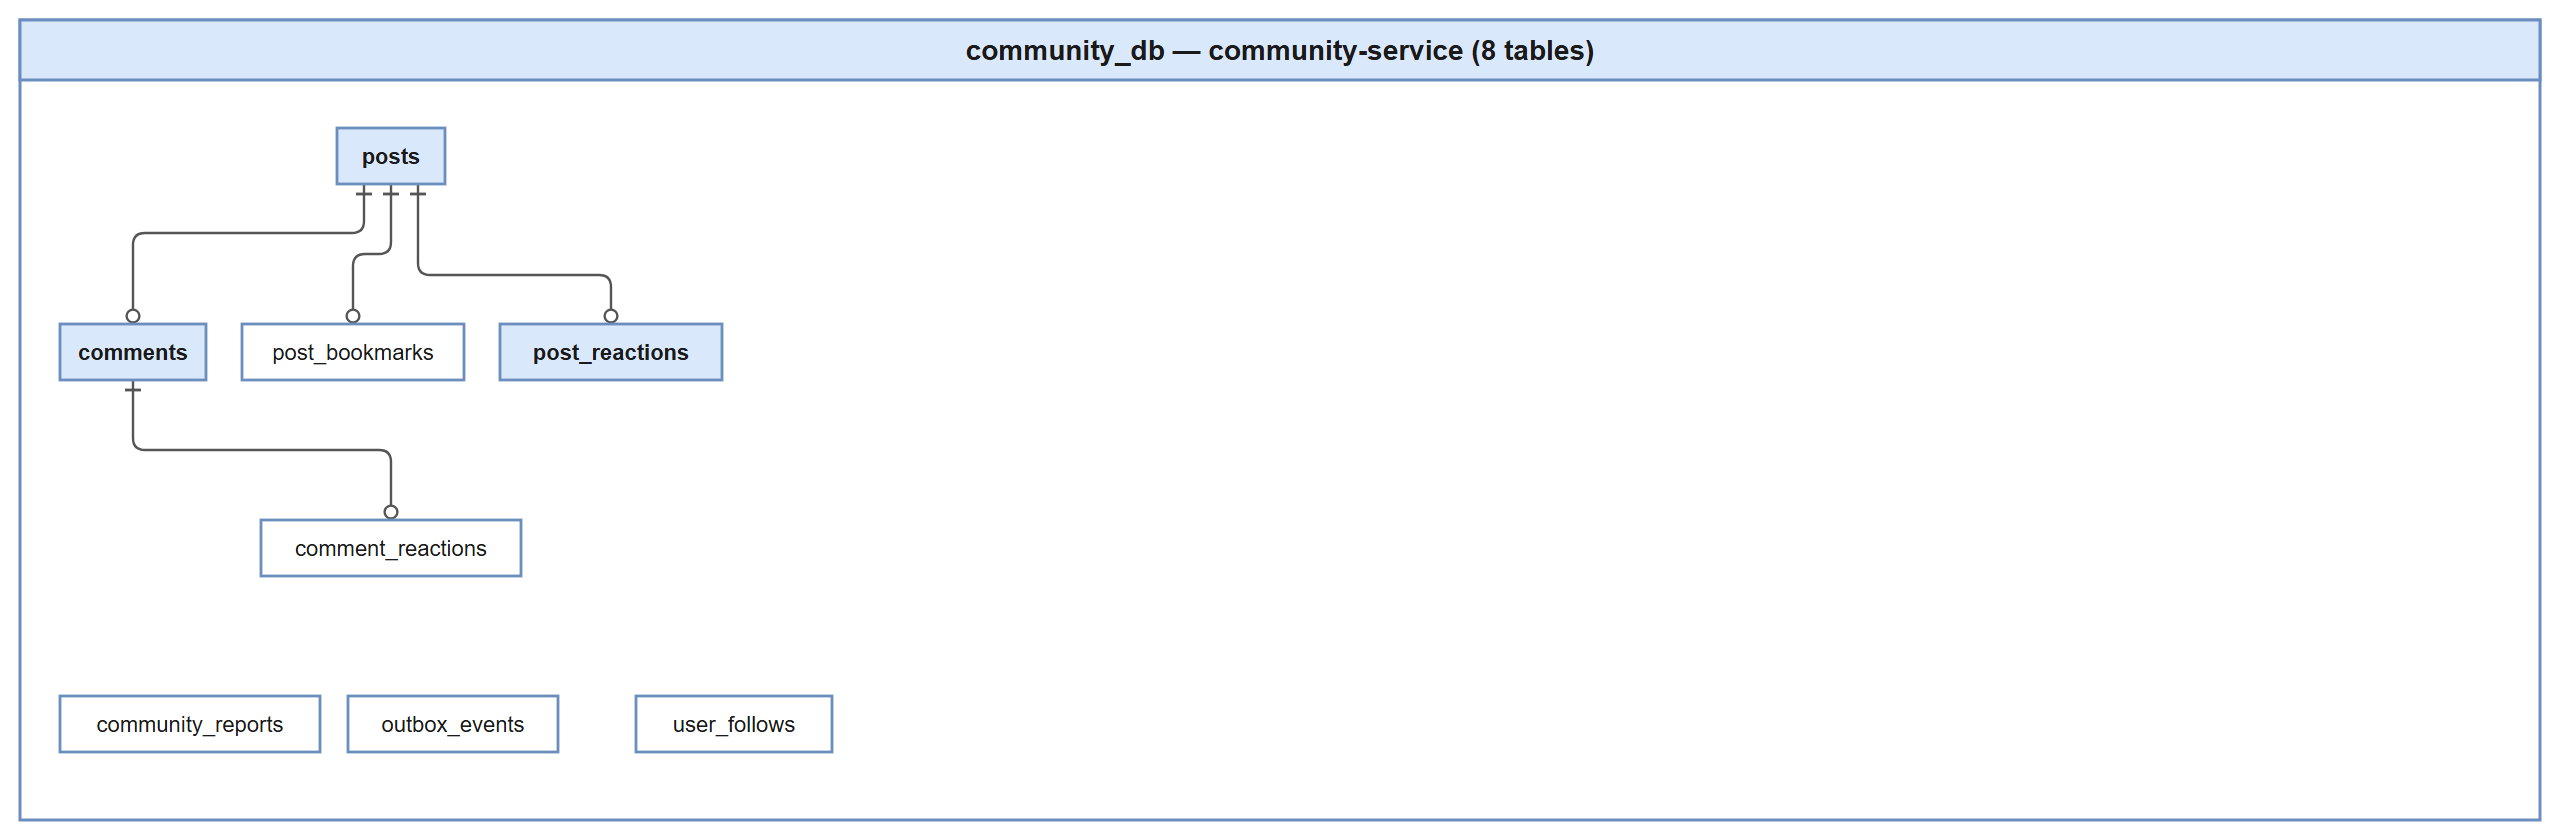 community_db — community-service (8 tables)
posts
comments
post_bookmarks
post_reactions
comment_reactions
community_reports
outbox_events
user_follows